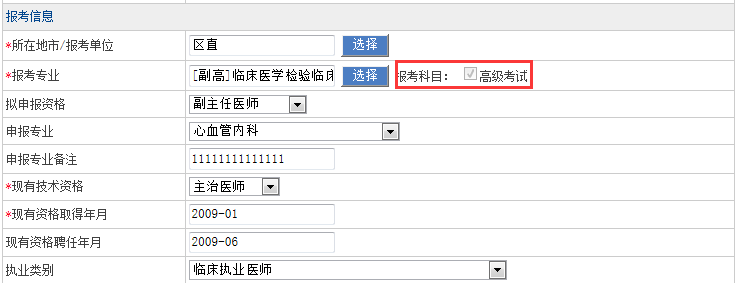 报考信息
*所在地市/报考单位 区直 选择
*报考专业 [副高]临床医学检验临床 选择 报考科目： 高级考试
拟申报资格 副主任医师
申报专业 心血管内科
申报专业备注 11111111111111
*现有技术资格 主治医师
*现有资格取得年月 2009-01
现有资格聘任年月 2009-06
执业类别 临床执业医师